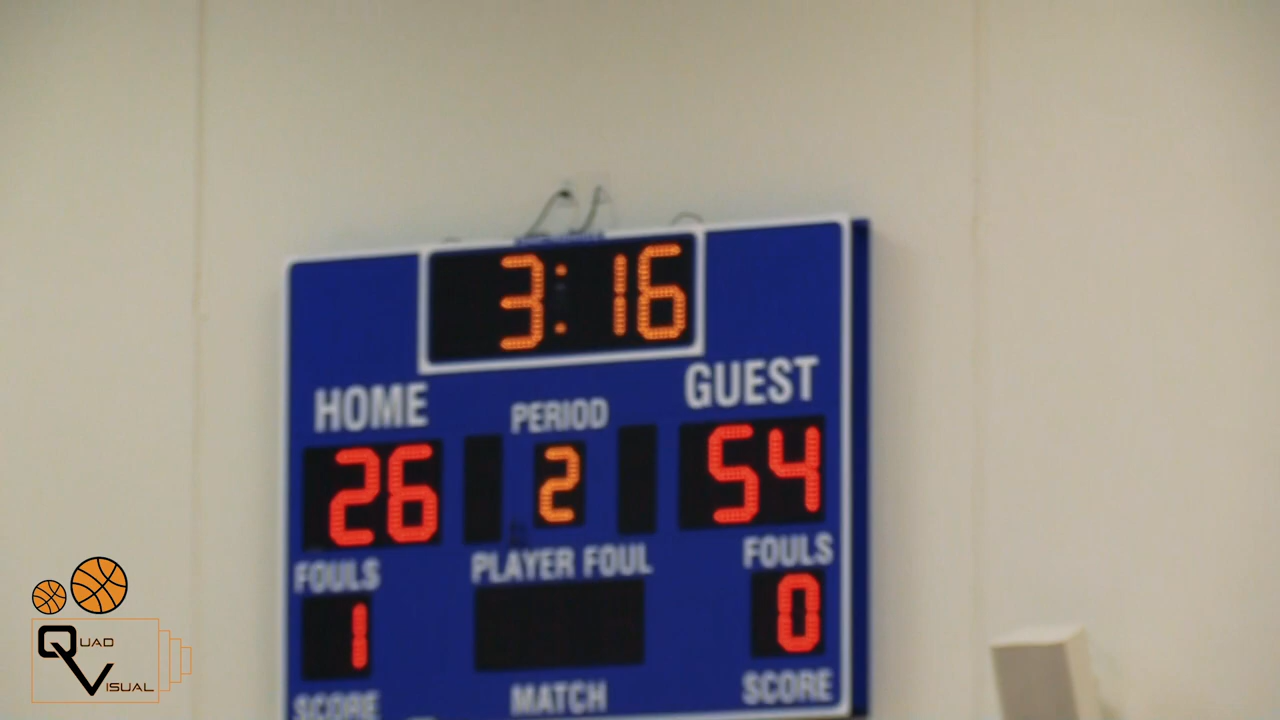 3:16
HOME PERIOD GUEST
26 2 54
FOULS PLAYER FOUL FOULS
1 0
SCORE MATCH SCORE
QUAD
VISUAL